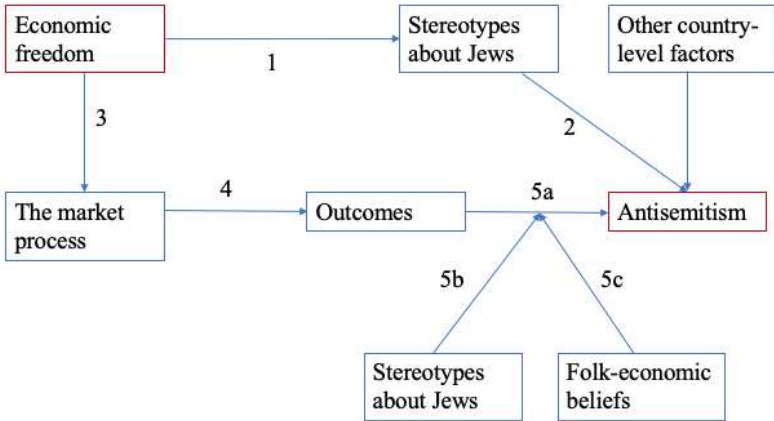 Economic
freedom
Stereotypes
about Jews
Other country-
level factors
1
3
2
The market
process
4
Outcomes
5a
Antisemitism
5b
5c
Stereotypes
about Jews
Folk-economic
beliefs